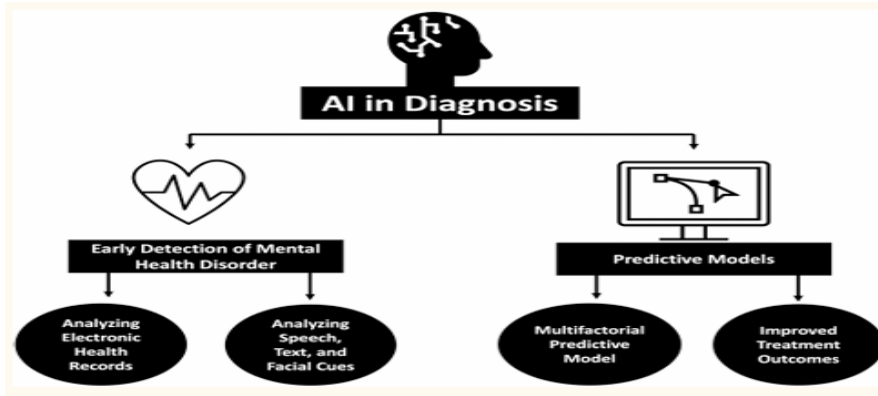 AI in Diagnosis
Early Detection of Mental
Health Disorder
Predictive Models
Analyzing
Electronic
Health
Records
Analyzing
Speech,
Text, and
Facial Cues
Multifactorial
Predictive
Model
Improved
Treatment
Outcomes